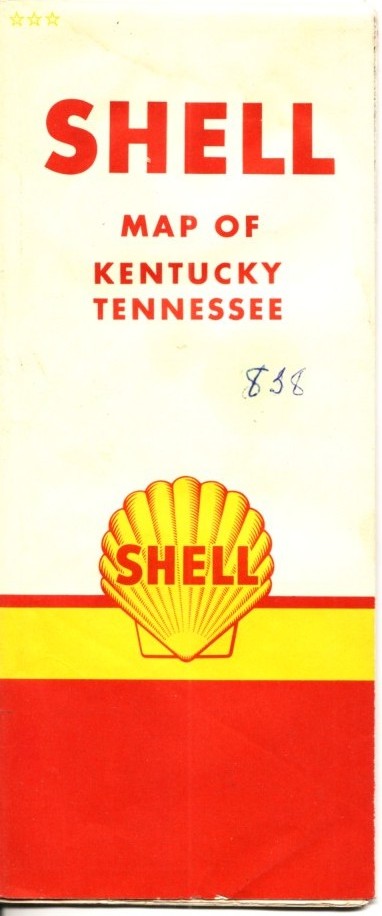 SHELL
MAP OF
KENTUCKY
TENNESSEE
838
SHELL